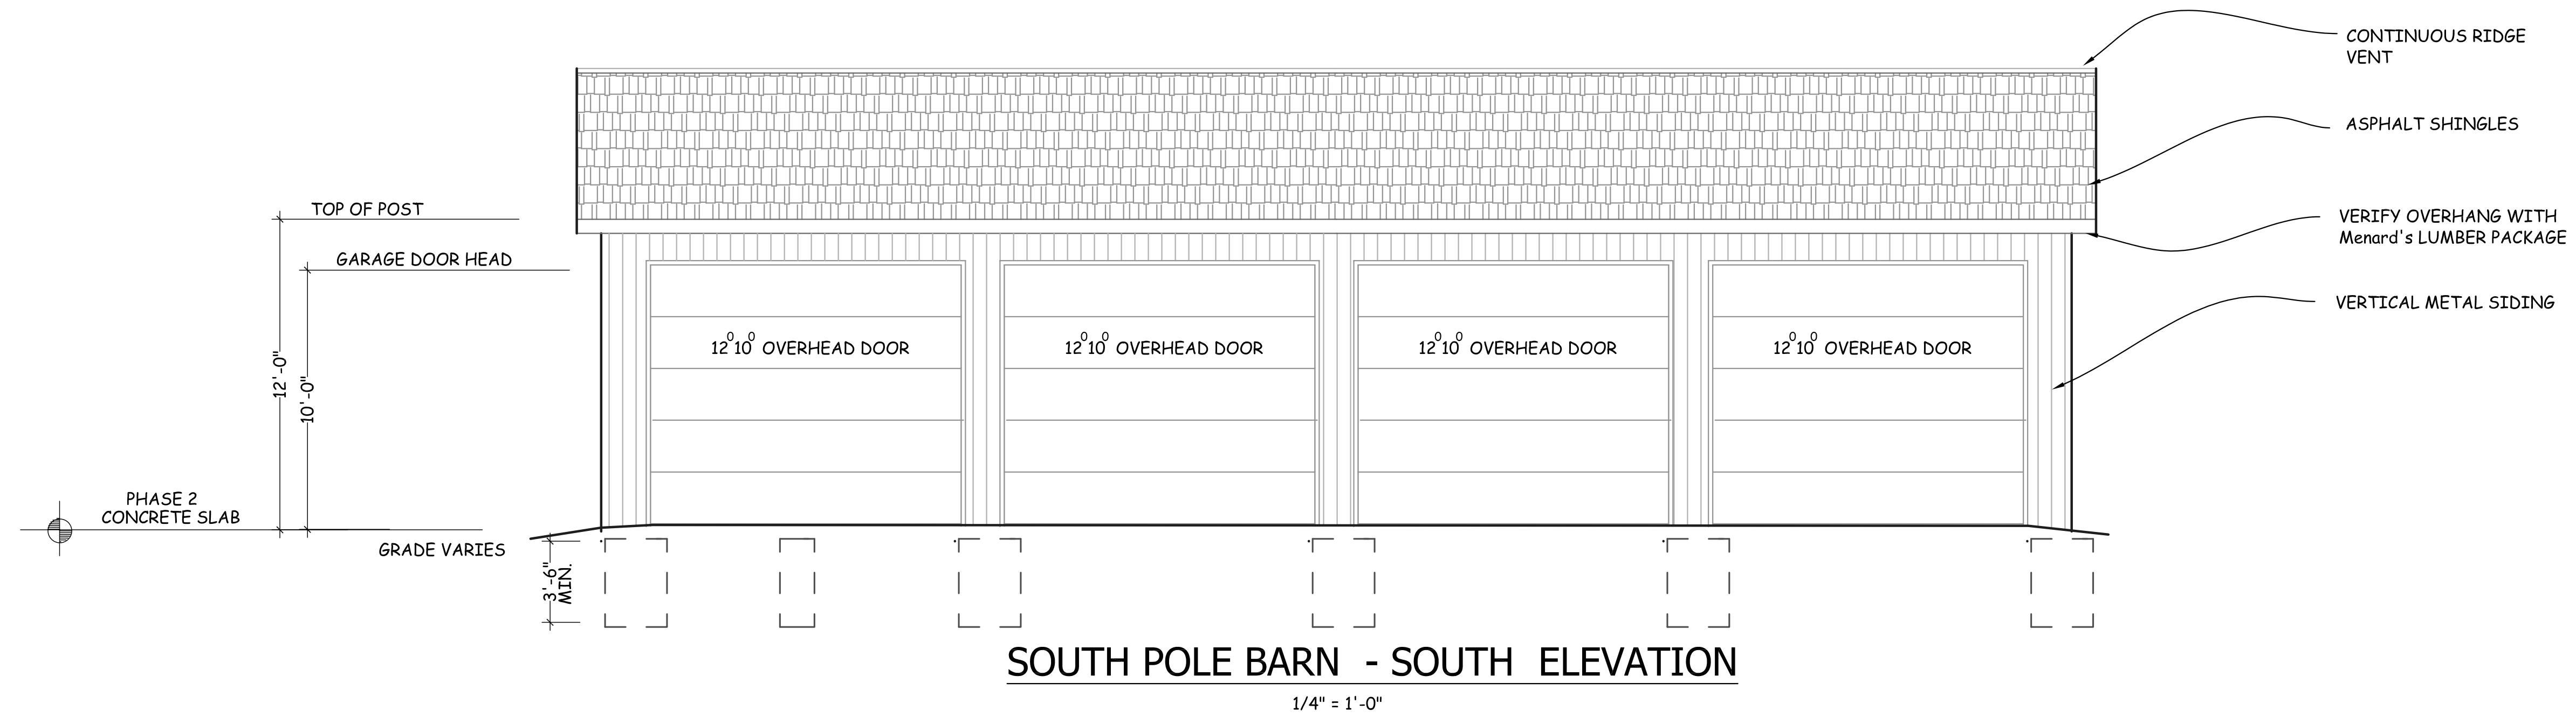 CONTINUOUS RIDGE
VENT
ASPHALT SHINGLES
TOP OF POST
VERIFY OVERHANG WITH
Menard's LUMBER PACKAGE
GARAGE DOOR HEAD
VERTICAL METAL SIDING
12⁰10⁰ OVERHEAD DOOR
12⁰10⁰ OVERHEAD DOOR
12⁰10⁰ OVERHEAD DOOR
12⁰10⁰ OVERHEAD DOOR
12'-0"
10'-0"
PHASE 2
CONCRETE SLAB
GRADE VARIES
3'-6"
MIN.
SOUTH POLE BARN - SOUTH ELEVATION
1/4" = 1'-0"